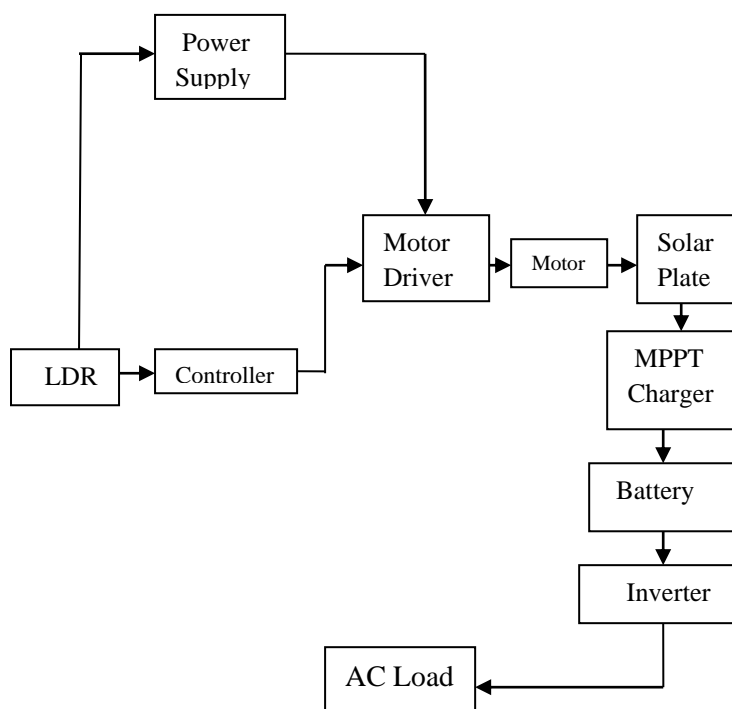 Power
Supply
Motor
Driver
Motor
Solar
Plate
LDR
Controller
MPPT
Charger
Battery
Inverter
AC Load